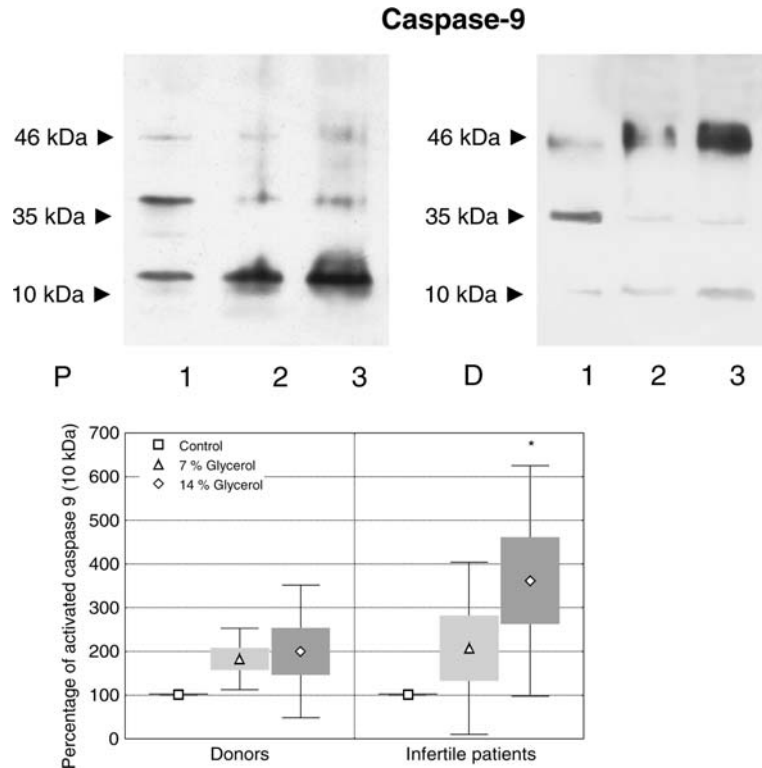 Caspase-9
46 kDa ►
35 kDa ►
10 kDa ►
46 kDa ►
35 kDa ►
10 kDa ►
P 1 2 3 D 1 2 3
Percentage of activated caspase 9 (10 kDa)
700
600
500
400
300
200
100
0
Control
7 % Glycerol
14 % Glycerol
*
Donors Infertile patients